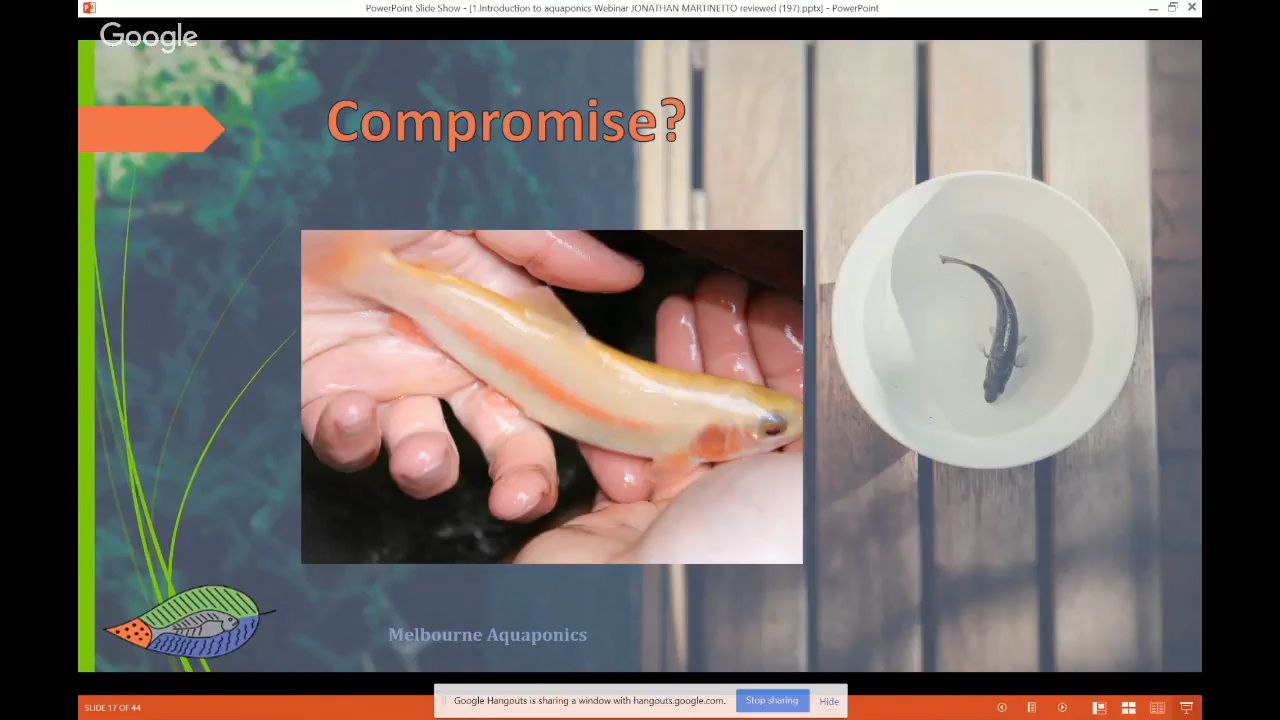 PowerPoint Slide Show - [1.Introduction to aquaponics Webinar JONATHAN MARTINETTO reviewed (197).pptx] - PowerPoint
Google
Compromise?
Melbourne Aquaponics
Google Hangouts is sharing a window with hangouts.google.com.
Stop sharing
Hide
SLIDE 17 OF 44